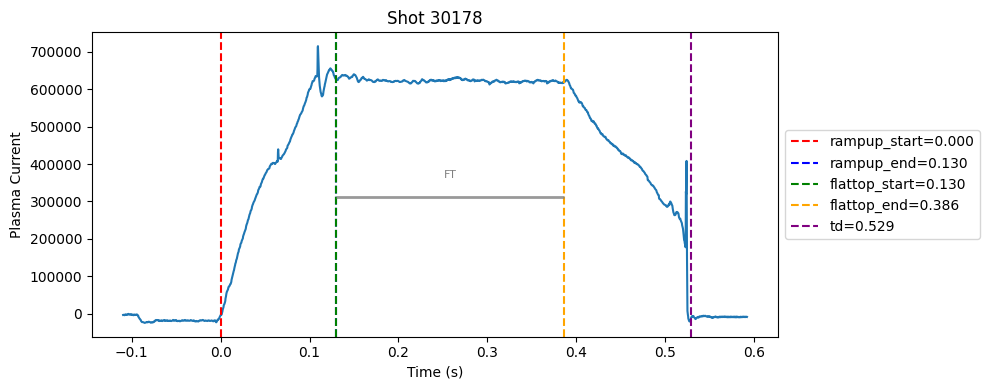 Shot 30178
Plasma Current
700000
600000
500000
400000
300000
200000
100000
0
FT
−0.1
0.0
0.1
0.2
0.3
0.4
0.5
0.6
Time (s)
rampup_start=0.000
rampup_end=0.130
flattop_start=0.130
flattop_end=0.386
td=0.529